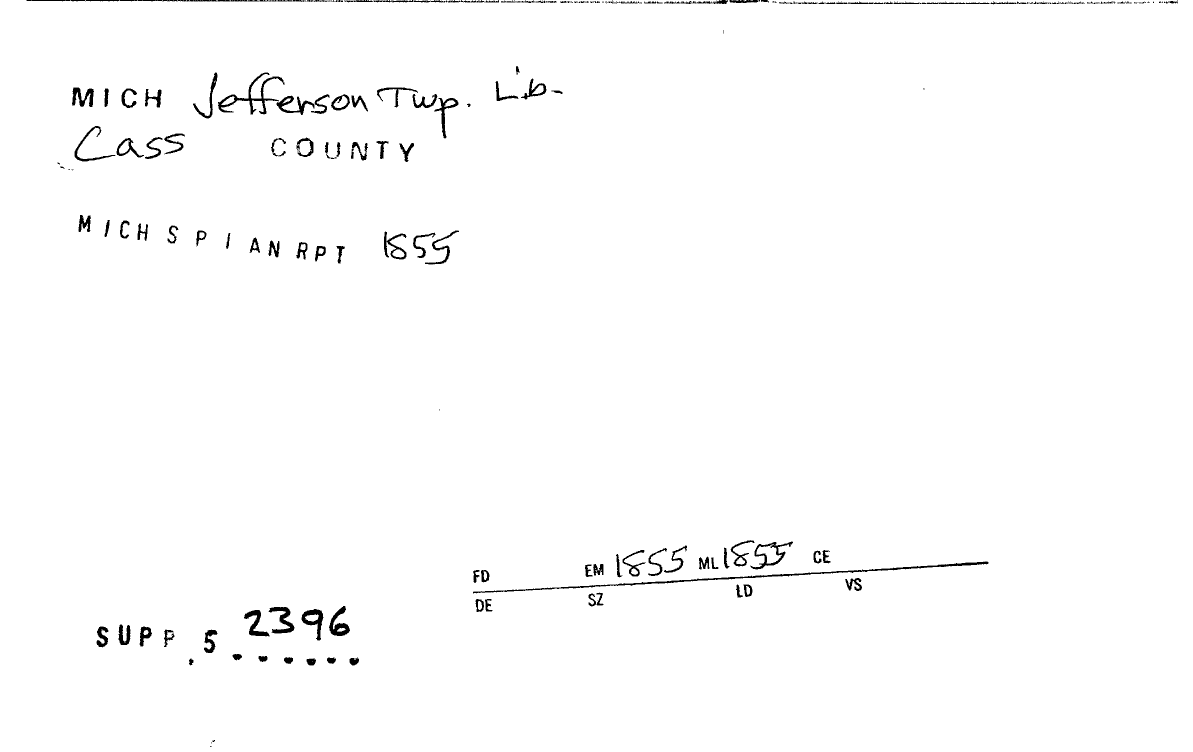 MICH Jefferson Twp. Lib.
Cass COUNTY
MICH SPI AN RPT 1855
FD EM 1855 ML 1855 CE
DE SZ LD VS
SUPP. 5 2396